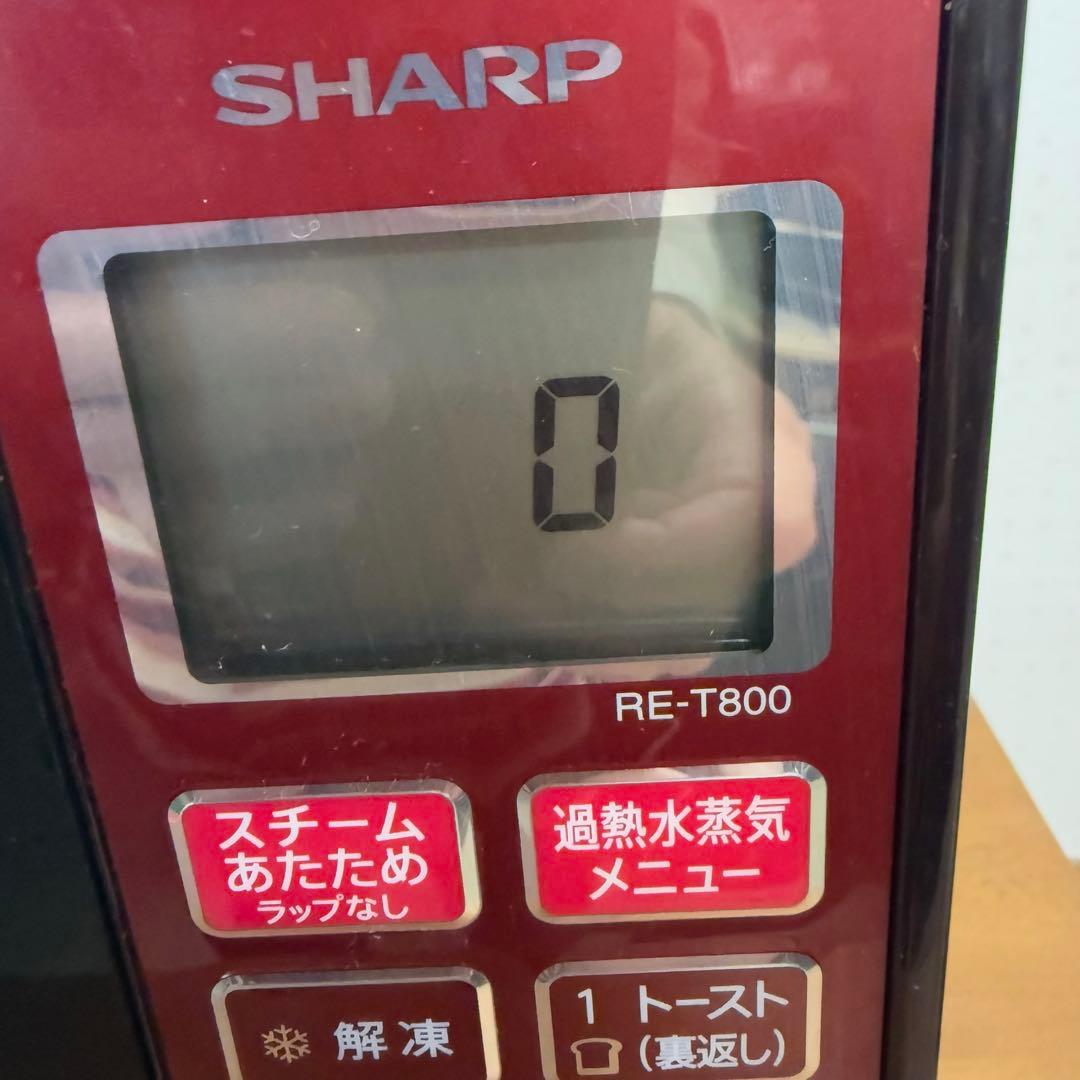 SHARP
0
RE-T800
スチーム
あたため
ラップなし
過熱水蒸気
メニュー
解凍
1 トースト
(裏返し)